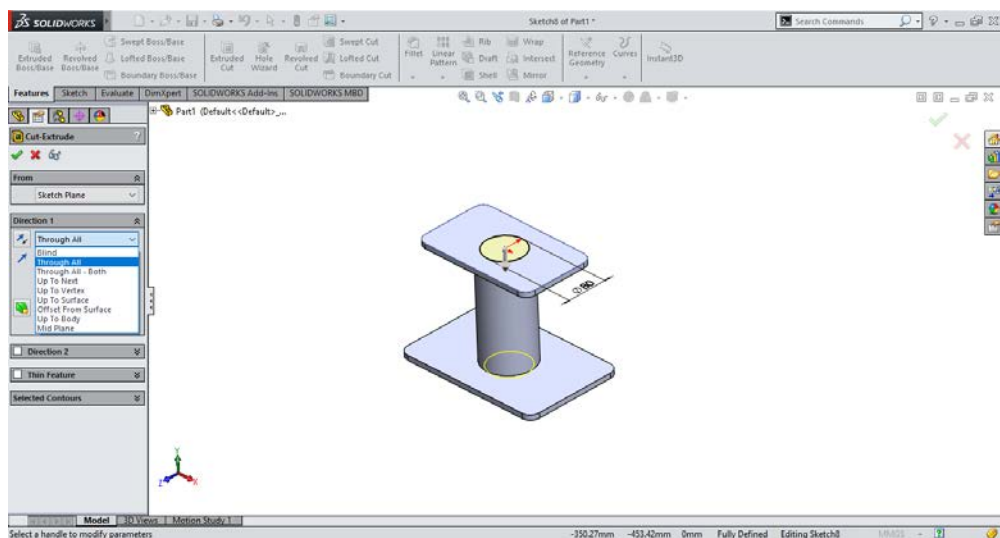 SOLIDWORKS
Sketch8 of Part1 *
Search Commands
Extruded Boss/Base
Revolved Boss/Base
Swept Boss/Base
Lofted Boss/Base
Boundary Boss/Base
Extruded Cut
Hole Wizard
Revolved Cut
Swept Cut
Lofted Cut
Boundary Cut
Fillet
Linear Pattern
Rib
Draft
Shell
Wrap
Intersect
Mirror
Reference Geometry
Curves
Instant3D
Features Sketch Evaluate DimXpert SOLIDWORKS Add-Ins SOLIDWORKS MBD
Part1 (Default<<Default>_...
Cut-Extrude ?
From
Sketch Plane
Direction 1
Through All
Blind
Through All
Through All - Both
Up To Next
Up To Vertex
Up To Surface
Offset From Surface
Up To Body
Mid Plane
Direction 2
Thin Feature
Selected Contours
∅80
Y
Z
X
Model 3D Views Motion Study 1
Select a handle to modify parameters
-350.27mm -453.42mm 0mm Fully Defined Editing Sketch8 MMGS